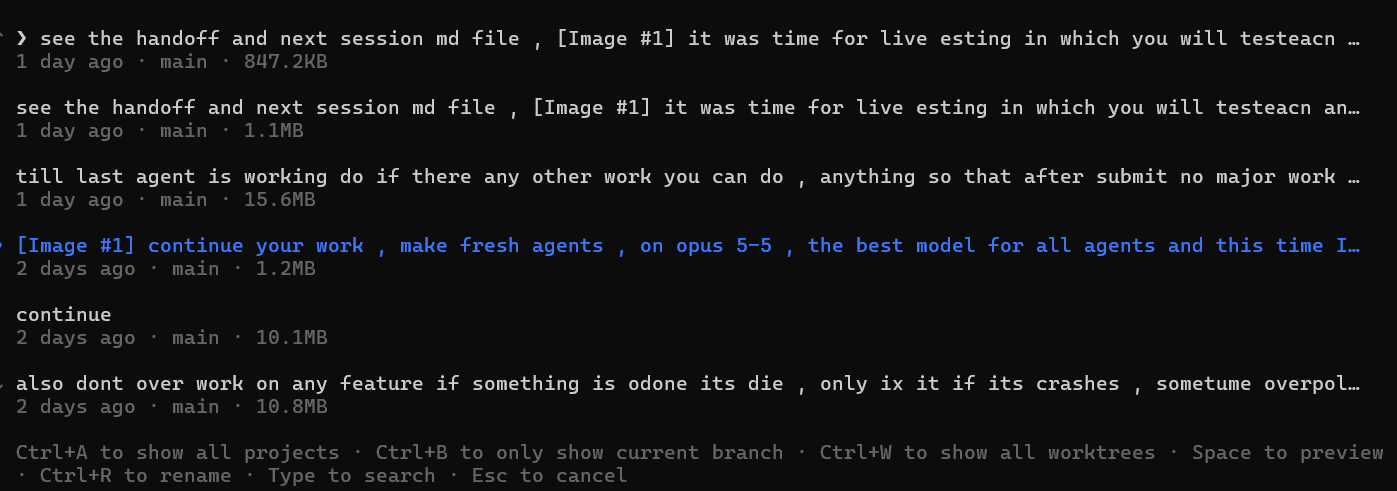 ❯ see the handoff and next session md file , [Image #1] it was time for live esting in which you will testeacn …
1 day ago · main · 847.2KB
see the handoff and next session md file , [Image #1] it was time for live esting in which you will testeacn an…
1 day ago · main · 1.1MB
till last agent is working do if there any other work you can do , anything so that after submit no major work …
1 day ago · main · 15.6MB
[Image #1] continue your work , make fresh agents , on opus 5-5 , the best model for all agents and this time I…
2 days ago · main · 1.2MB
continue
2 days ago · main · 10.1MB
also dont over work on any feature if something is odone its die , only ix it if its crashes , sometume overpol…
2 days ago · main · 10.8MB
Ctrl+A to show all projects · Ctrl+B to only show current branch · Ctrl+W to show all worktrees · Space to preview
· Ctrl+R to rename · Type to search · Esc to cancel